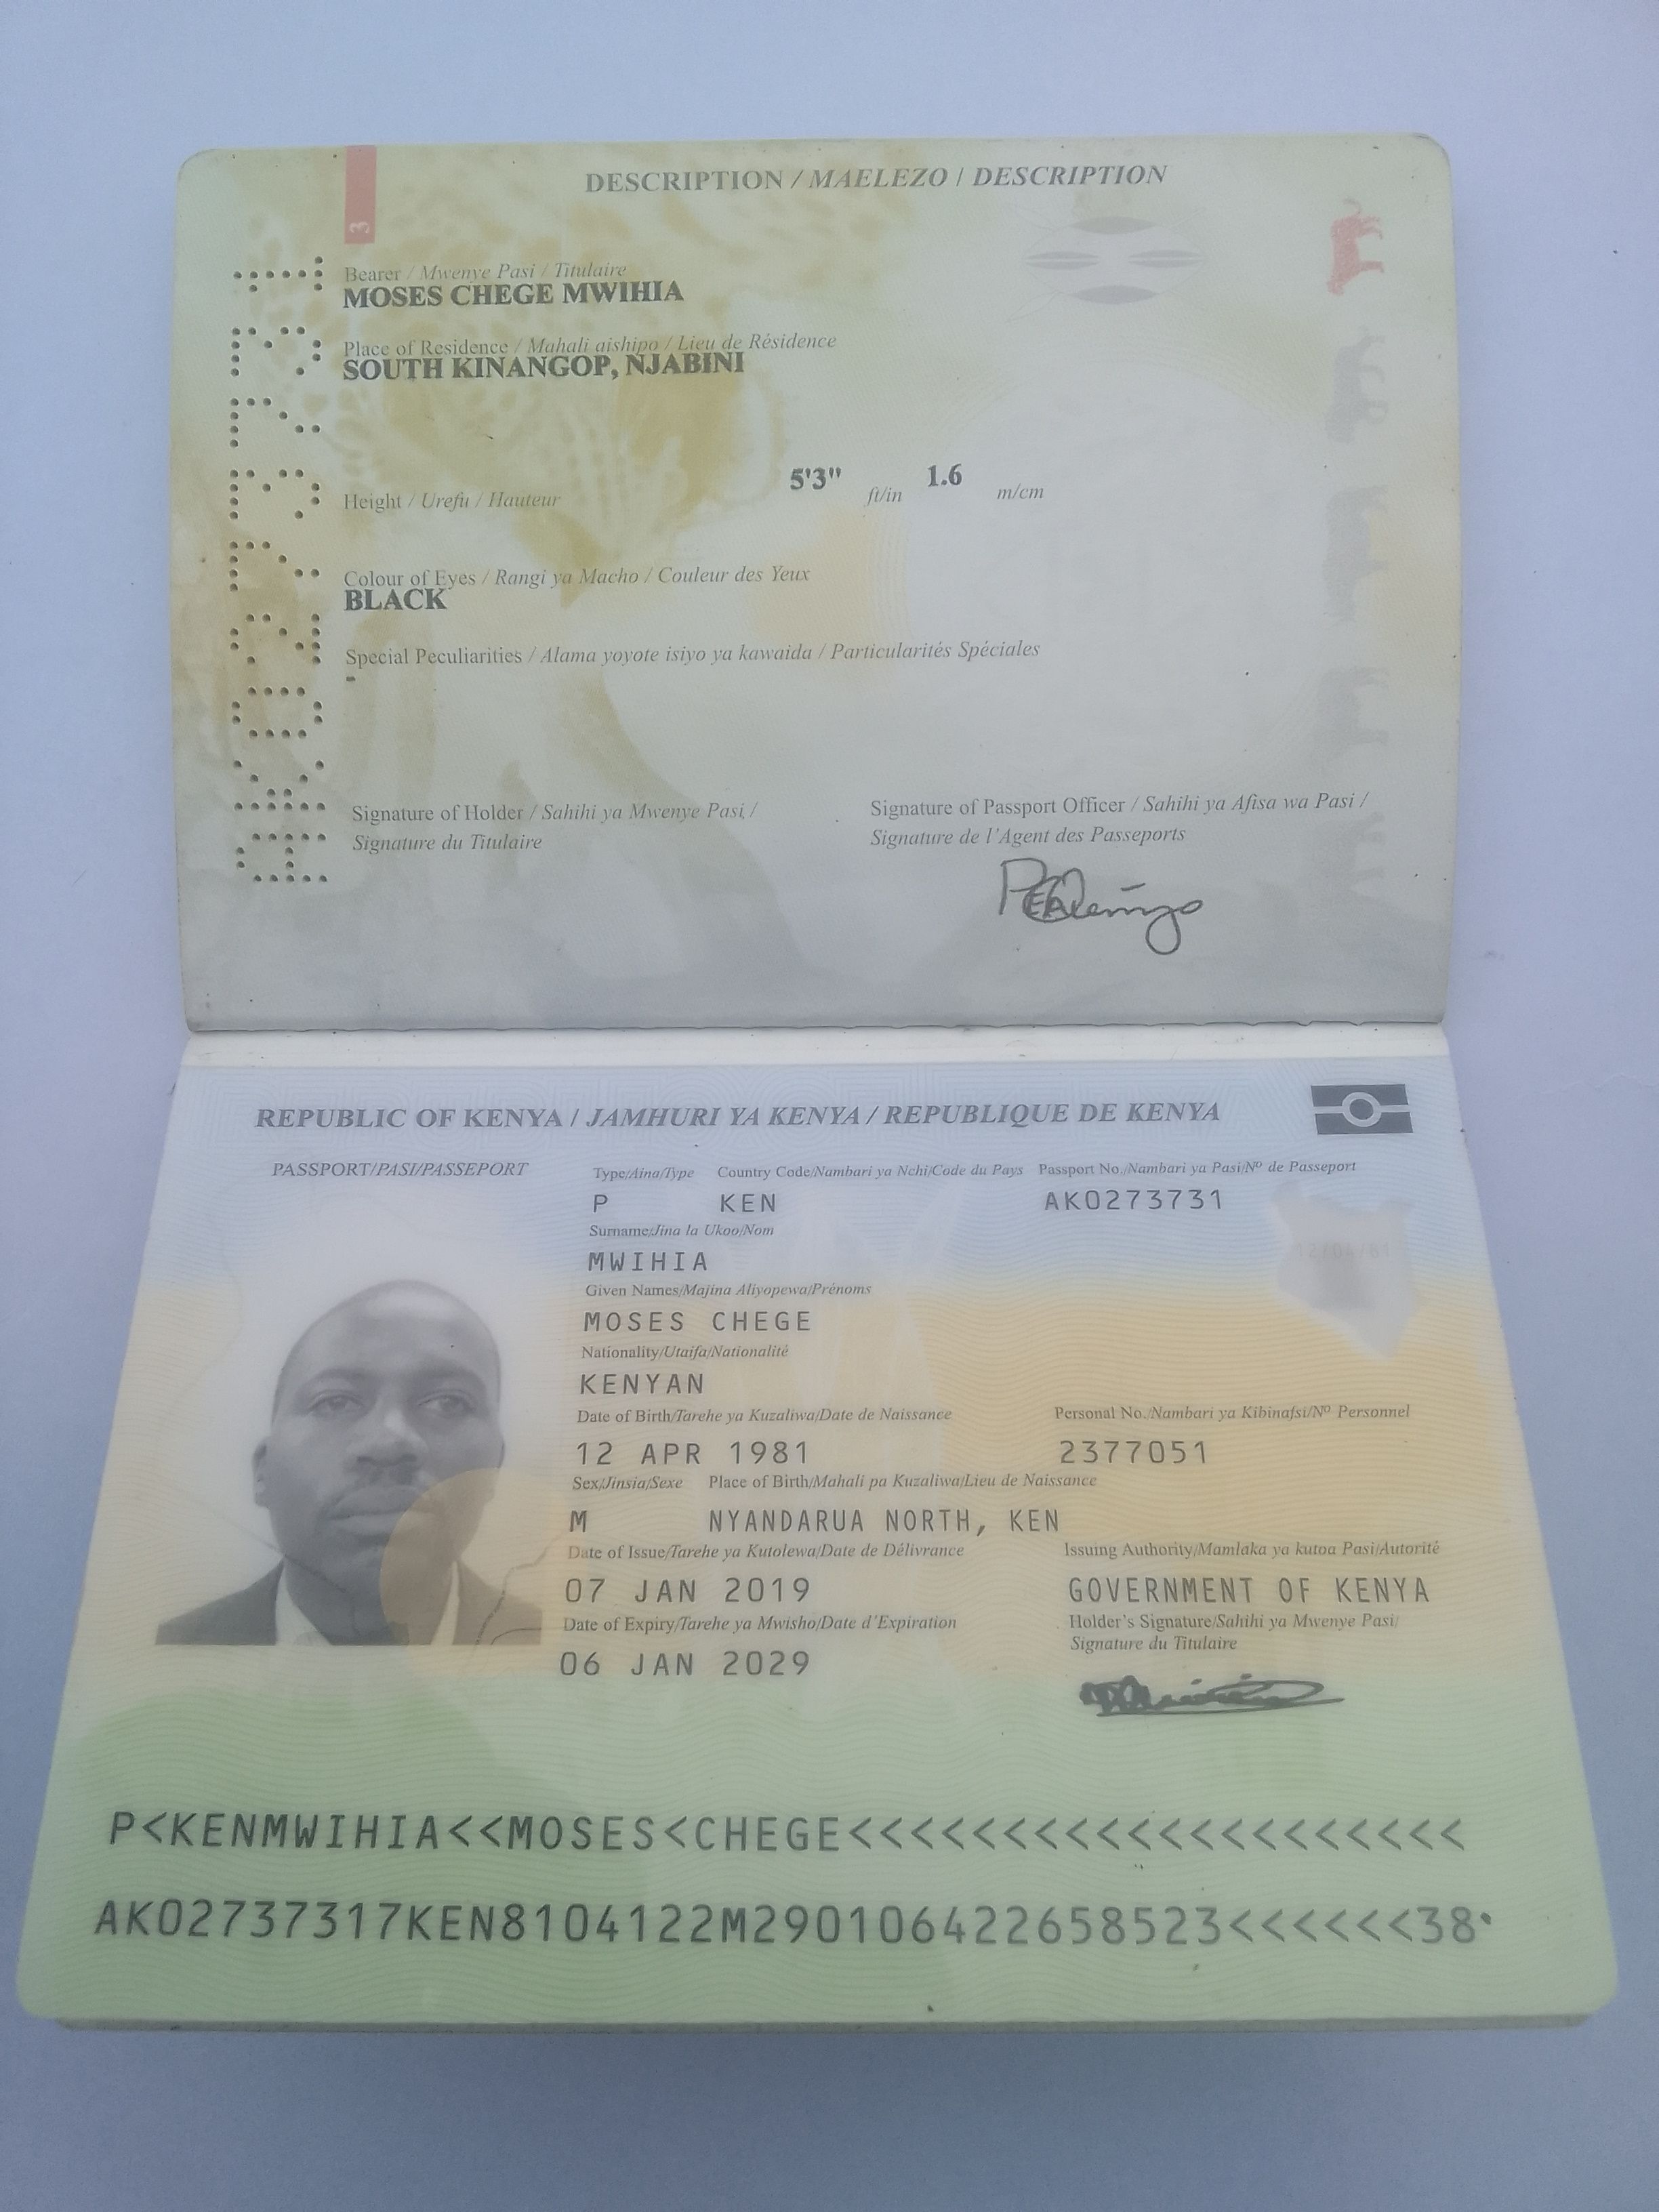 3
DESCRIPTION / MAELEZO / DESCRIPTION
Bearer / Mwenye Pasi / Titulaire
MOSES CHEGE MWIHIA
Place of Residence / Mahali aishipo / Lieu de Résidence
SOUTH KINANGOP, NJABINI
5'3" ft/in 1.6 m/cm
Height / Urefu / Hauteur
Colour of Eyes / Rangi ya Macho / Couleur des Yeux
BLACK
Special Peculiarities / Alama yoyote isiyo ya kawaida / Particularités Spéciales
-
Signature of Holder / Sahihi ya Mwenye Pasi /
Signature du Titulaire
Signature of Passport Officer / Sahihi ya Afisa wa Pasi /
Signature de l'Agent des Passeports
AK0273731
REPUBLIC OF KENYA / JAMHURI YA KENYA / REPUBLIQUE DE KENYA
PASSPORT/PASI/PASSEPORT
Type/Aina/Type Country Code/Nambari ya Nchi/Code du Pays Passport No./Nambari ya Pasi/Nº de Passeport
P KEN AK0273731
Surname/Jina la Ukoo/Nom
MWIHIA
Given Names/Majina Aliyopewa/Prénoms
MOSES CHEGE
Nationality/Utaifa/Nationalité
KENYAN
Date of Birth/Tarehe ya Kuzaliwa/Date de Naissance Personal No./Nambari ya Kibinafsi/Nº Personnel
12 APR 1981 2377051
Sex/Jinsia/Sexe Place of Birth/Mahali pa Kuzaliwa/Lieu de Naissance
M NYANDARUA NORTH, KEN
Date of Issue/Tarehe ya Kutolewa/Date de Délivrance Issuing Authority/Mamlaka ya kutoa Pasi/Autorité
07 JAN 2019 GOVERNMENT OF KENYA
Date of Expiry/Tarehe ya Mwisho/Date d'Expiration Holder's Signature/Sahihi ya Mwenye Pasi/
Signature du Titulaire
06 JAN 2029
P<KENMWIHIA<<MOSES<CHEGE<<<<<<<<<<<<<<<<<<<<
AK02737317KEN8104122M290106422658523<<<<<<38